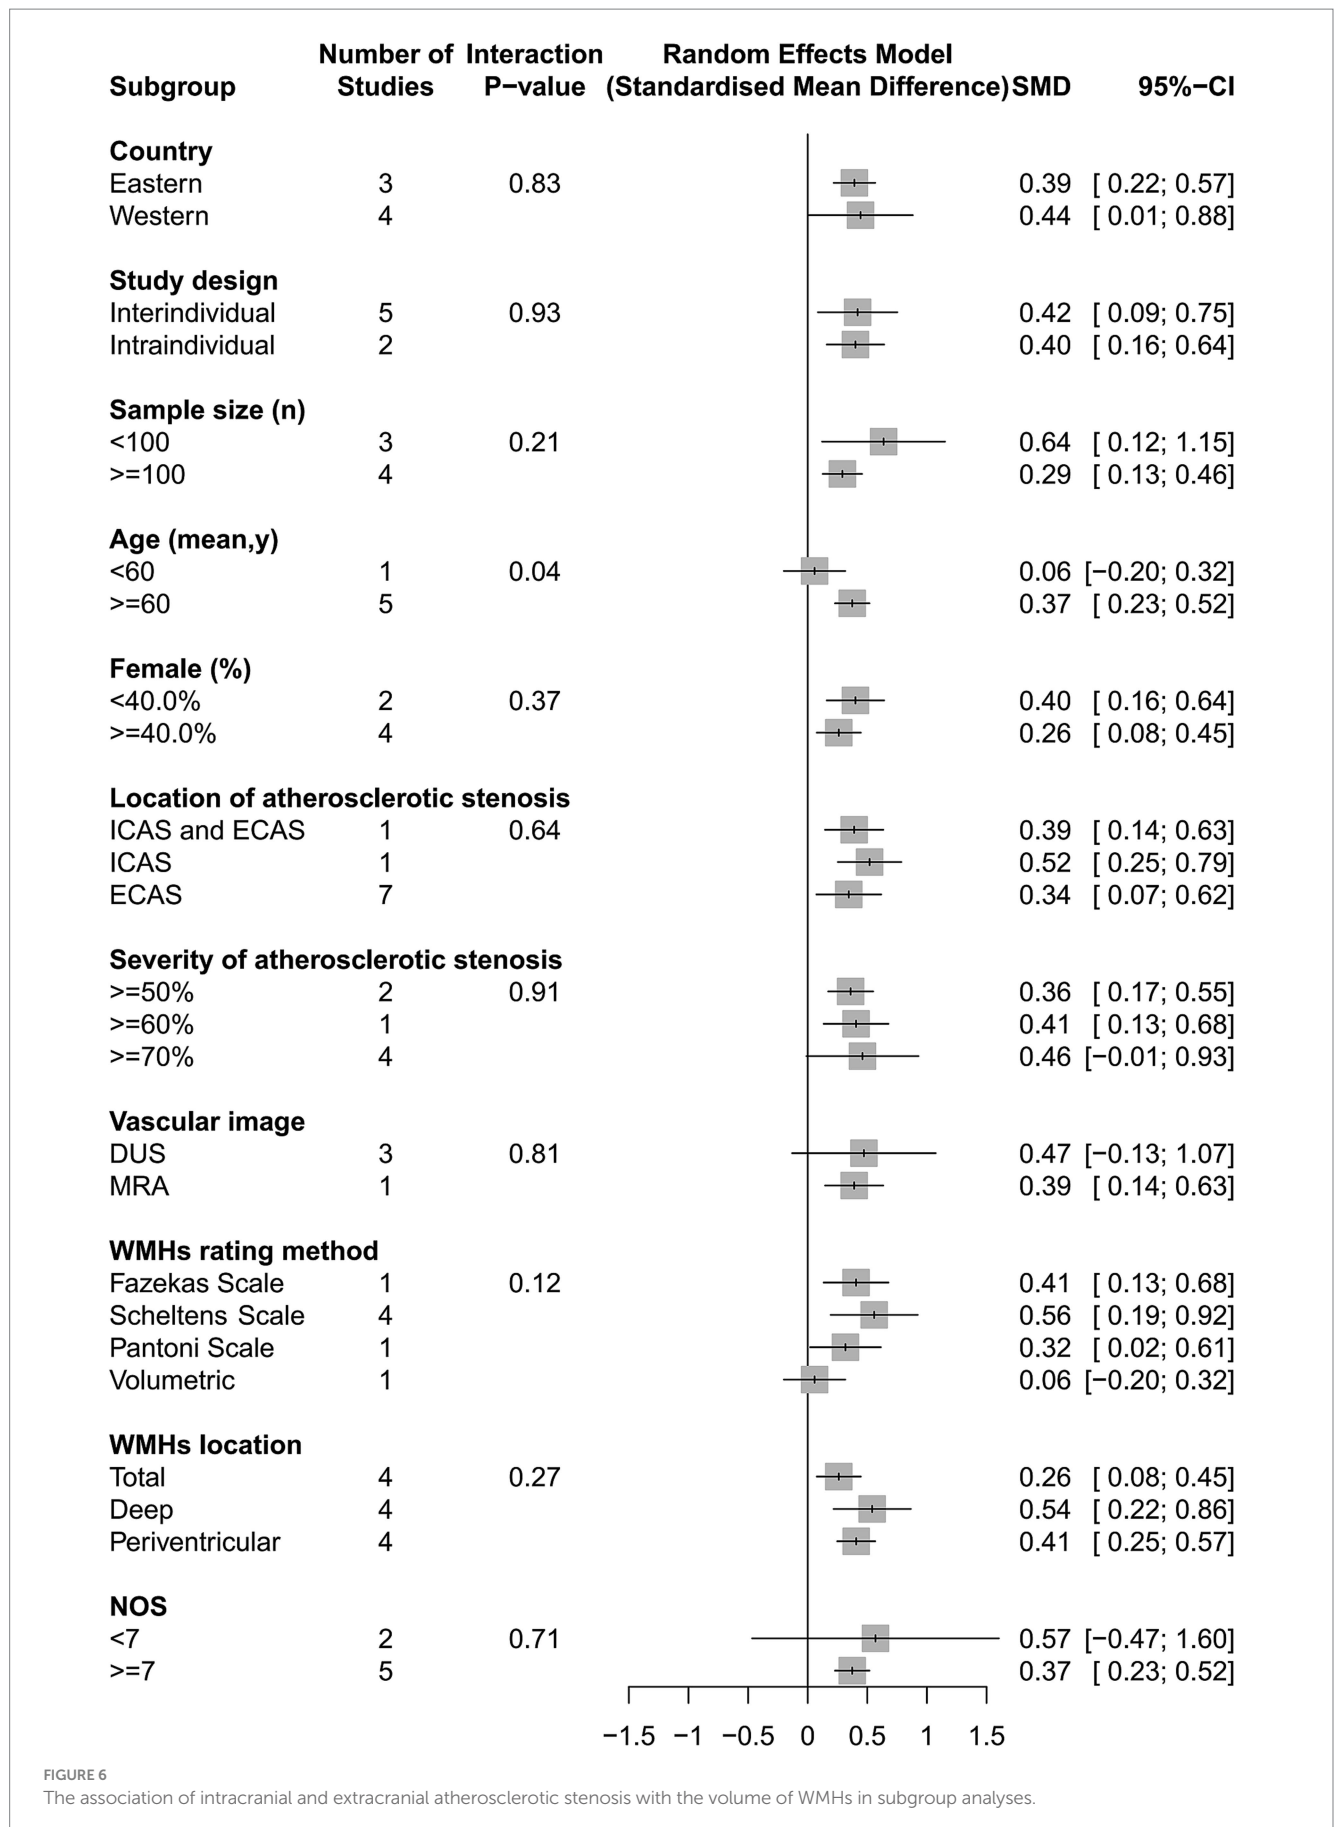 Number of Interaction Random Effects Model
Subgroup Studies P−value (Standardised Mean Difference) SMD 95%−CI
Country
Eastern 3 0.83 0.39 [ 0.22; 0.57]
Western 4 0.44 [ 0.01; 0.88]
Study design
Interindividual 5 0.93 0.42 [ 0.09; 0.75]
Intraindividual 2 0.40 [ 0.16; 0.64]
Sample size (n)
<100 3 0.21 0.64 [ 0.12; 1.15]
>=100 4 0.29 [ 0.13; 0.46]
Age (mean,y)
<60 1 0.04 0.06 [−0.20; 0.32]
>=60 5 0.37 [ 0.23; 0.52]
Female (%)
<40.0% 2 0.37 0.40 [ 0.16; 0.64]
>=40.0% 4 0.26 [ 0.08; 0.45]
Location of atherosclerotic stenosis
ICAS and ECAS 1 0.64 0.39 [ 0.14; 0.63]
ICAS 1 0.52 [ 0.25; 0.79]
ECAS 7 0.34 [ 0.07; 0.62]
Severity of atherosclerotic stenosis
>=50% 2 0.91 0.36 [ 0.17; 0.55]
>=60% 1 0.41 [ 0.13; 0.68]
>=70% 4 0.46 [−0.01; 0.93]
Vascular image
DUS 3 0.81 0.47 [−0.13; 1.07]
MRA 1 0.39 [ 0.14; 0.63]
WMHs rating method
Fazekas Scale 1 0.12 0.41 [ 0.13; 0.68]
Scheltens Scale 4 0.56 [ 0.19; 0.92]
Pantoni Scale 1 0.32 [ 0.02; 0.61]
Volumetric 1 0.06 [−0.20; 0.32]
WMHs location
Total 4 0.27 0.26 [ 0.08; 0.45]
Deep 4 0.54 [ 0.22; 0.86]
Periventricular 4 0.41 [ 0.25; 0.57]
NOS
<7 2 0.71 0.57 [−0.47; 1.60]
>=7 5 0.37 [ 0.23; 0.52]
−1.5 −1 −0.5 0 0.5 1 1.5
FIGURE 6
The association of intracranial and extracranial atherosclerotic stenosis with the volume of WMHs in subgroup analyses.